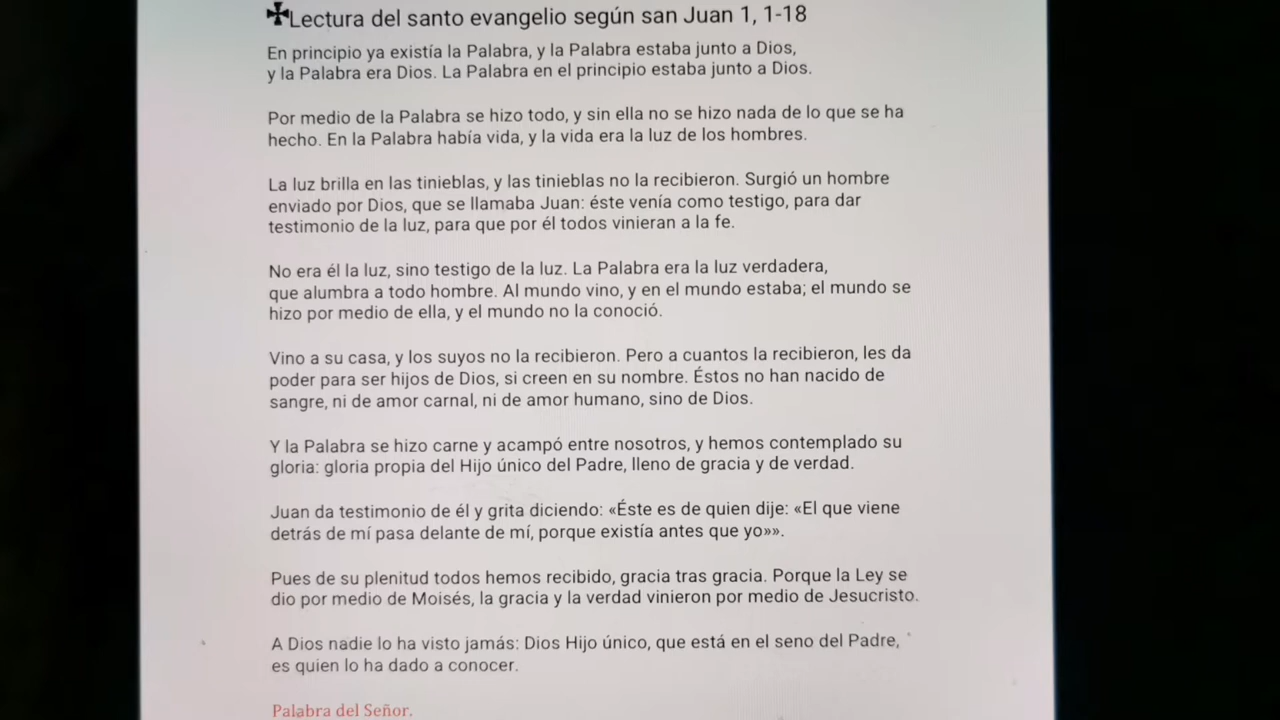 ✠Lectura del santo evangelio según san Juan 1, 1-18
En principio ya existía la Palabra, y la Palabra estaba junto a Dios,
y la Palabra era Dios. La Palabra en el principio estaba junto a Dios.
Por medio de la Palabra se hizo todo, y sin ella no se hizo nada de lo que se ha
hecho. En la Palabra había vida, y la vida era la luz de los hombres.
La luz brilla en las tinieblas, y las tinieblas no la recibieron. Surgió un hombre
enviado por Dios, que se llamaba Juan: éste venía como testigo, para dar
testimonio de la luz, para que por él todos vinieran a la fe.
No era él la luz, sino testigo de la luz. La Palabra era la luz verdadera,
que alumbra a todo hombre. Al mundo vino, y en el mundo estaba; el mundo se
hizo por medio de ella, y el mundo no la conoció.
Vino a su casa, y los suyos no la recibieron. Pero a cuantos la recibieron, les da
poder para ser hijos de Dios, si creen en su nombre. Éstos no han nacido de
sangre, ni de amor carnal, ni de amor humano, sino de Dios.
Y la Palabra se hizo carne y acampó entre nosotros, y hemos contemplado su
gloria: gloria propia del Hijo único del Padre, lleno de gracia y de verdad.
Juan da testimonio de él y grita diciendo: «Éste es de quien dije: «El que viene
detrás de mí pasa delante de mí, porque existía antes que yo»».
Pues de su plenitud todos hemos recibido, gracia tras gracia. Porque la Ley se
dio por medio de Moisés, la gracia y la verdad vinieron por medio de Jesucristo.
A Dios nadie lo ha visto jamás: Dios Hijo único, que está en el seno del Padre,
es quien lo ha dado a conocer.
Palabra del Señor.